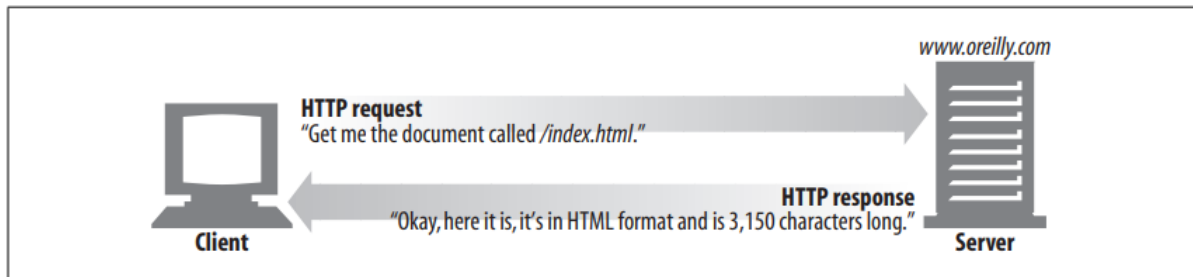 www.oreilly.com
HTTP request
“Get me the document called /index.html.”
HTTP response
“Okay, here it is, it’s in HTML format and is 3,150 characters long.”
Client
Server